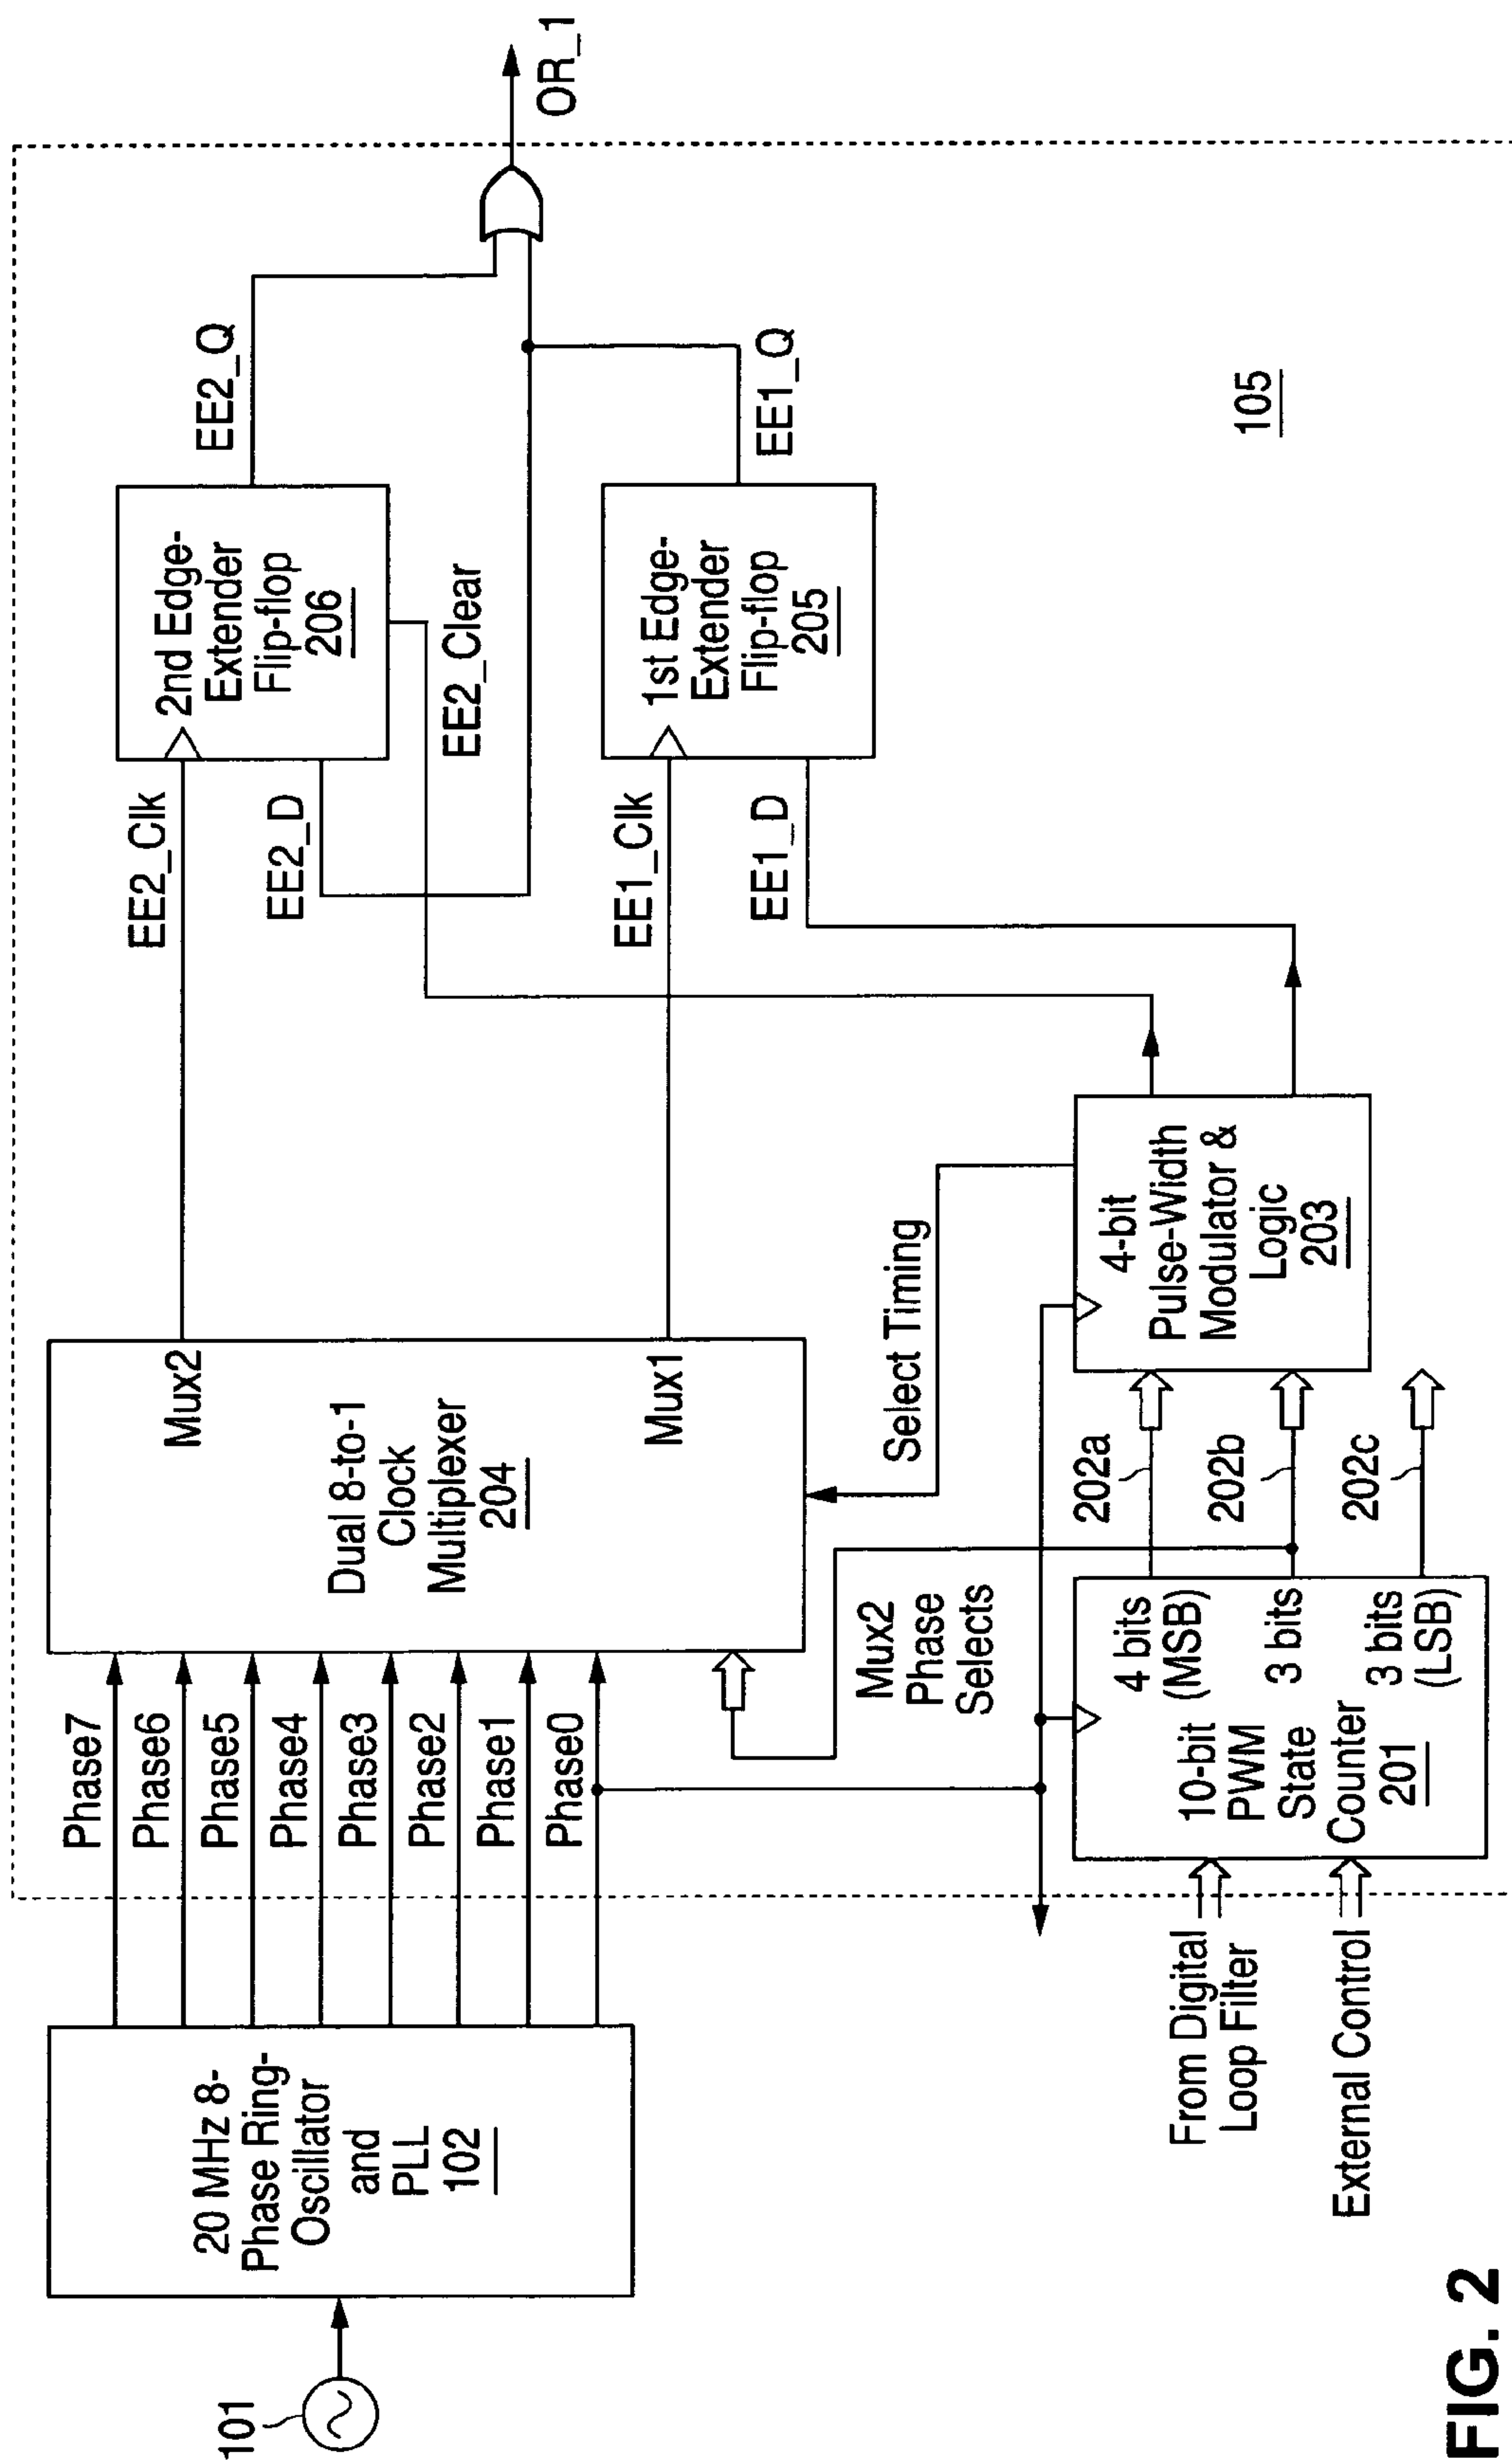 101
20 MHz 8-
Phase Ring-
Oscillator
and
PLL
102
Phase7
Phase6
Phase5
Phase4
Phase3
Phase2
Phase1
Phase0
Dual 8-to-1
Clock
Multiplexer
204
Mux2
Mux1
EE2_Clk
EE2_D
2nd Edge-
Extender
Flip-flop
206
EE2_Q
EE2_Clear
EE1_Clk
EE1_D
1st Edge-
Extender
Flip-flop
205
EE1_Q
OR_1
Mux2
Phase
Selects
Select Timing
From Digital
Loop Filter
External Control
10-bit
PWM
State
Counter
201
4 bits
(MSB)
3 bits
3 bits
(LSB)
202a
202b
202c
4-bit
Pulse-Width
Modulator &
Logic
203
105
FIG. 2